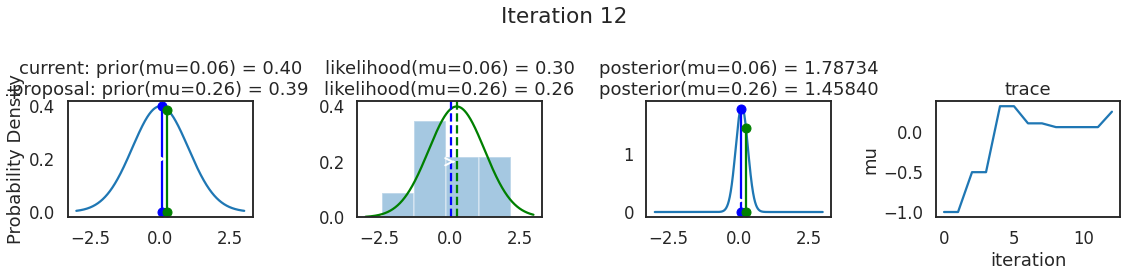 Iteration 12
current: prior(mu=0.06) = 0.40
proposal: prior(mu=0.26) = 0.39
Probability Density
0.4
0.2
0.0
−2.5 0.0 2.5
likelihood(mu=0.06) = 0.30
likelihood(mu=0.26) = 0.26
0.4
0.2
0.0
−2.5 0.0 2.5
posterior(mu=0.06) = 1.78734
posterior(mu=0.26) = 1.45840
1
0
−2.5 0.0 2.5
trace
mu
0.0
−0.5
−1.0
0 5 10
iteration